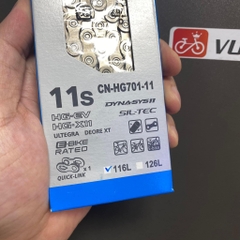 VU
11s CN-HG701-11
HG-EV DYNASYS11
HG-X11 SIL-TEC
ULTEGRA DEORE XT
E-BIKE
RATED
x1
QUICK-LINK
116L 126L